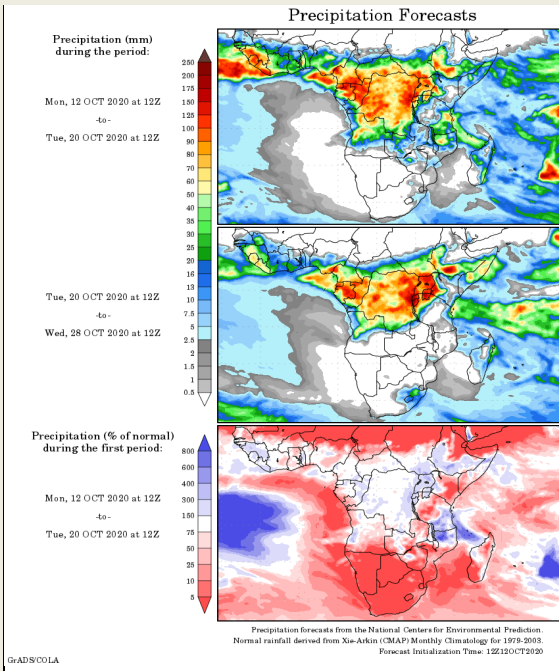 Precipitation Forecasts
Precipitation (mm)
during the period:
Mon, 12 OCT 2020 at 12Z
-to-
Tue, 20 OCT 2020 at 12Z
250
200
175
150
125
100
90
80
70
60
50
40
35
30
25
20
16
13
10
7.5
5
2.5
2
1.5
1
0.5
Tue, 20 OCT 2020 at 12Z
-to-
Wed, 28 OCT 2020 at 12Z
Precipitation (% of normal)
during the first period:
Mon, 12 OCT 2020 at 12Z
-to-
Tue, 20 OCT 2020 at 12Z
800
600
400
300
150
75
50
25
10
5
Precipitation forecasts from the National Centers for Environmental Prediction.
Normal rainfall derived from Xie-Arkin (CMAP) Monthly Climatology for 1979-2003.
Forecast Initialization Time: 12Z12OCT2020
GrADS/COLA